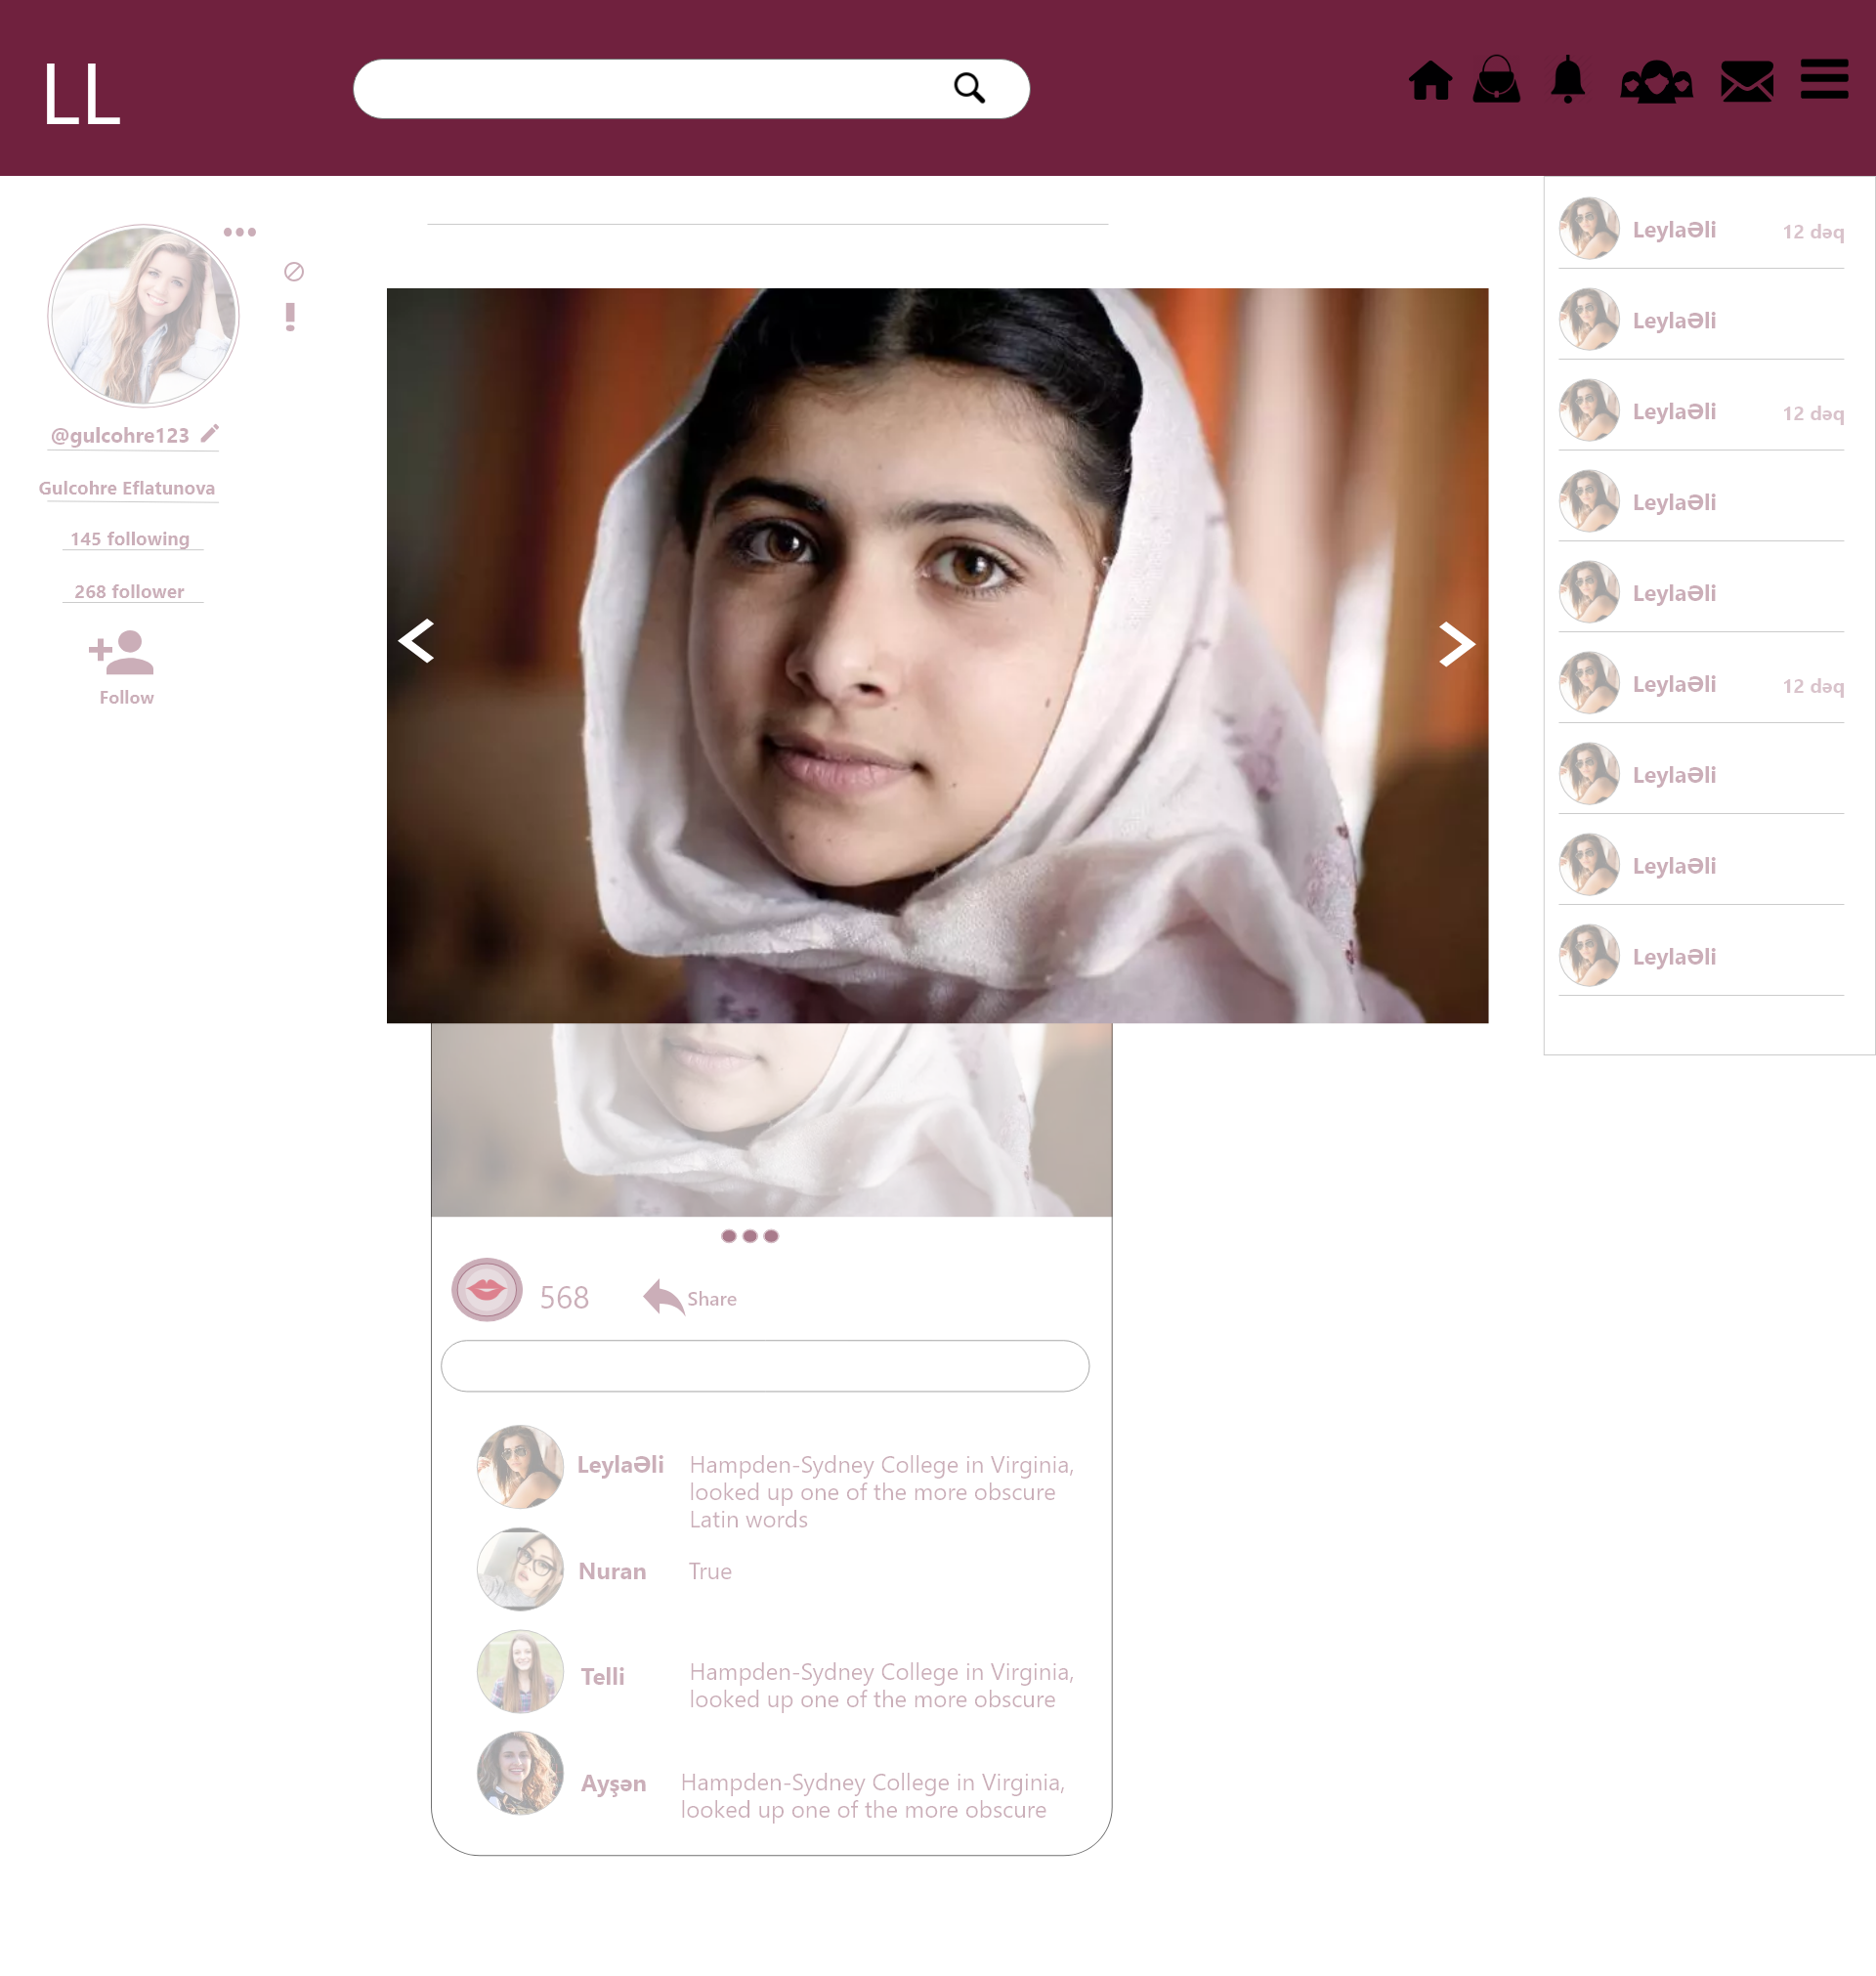 LL
@gulcohre123
Gulcohre Eflatunova
145 following
268 follower
Follow
LeylaƏli 12 dəq
LeylaƏli
LeylaƏli 12 dəq
LeylaƏli
LeylaƏli
LeylaƏli 12 dəq
LeylaƏli
LeylaƏli
LeylaƏli
568 Share
LeylaƏli Hampden-Sydney College in Virginia,
looked up one of the more obscure
Latin words
Nuran True
Telli Hampden-Sydney College in Virginia,
looked up one of the more obscure
Ayşən Hampden-Sydney College in Virginia,
looked up one of the more obscure